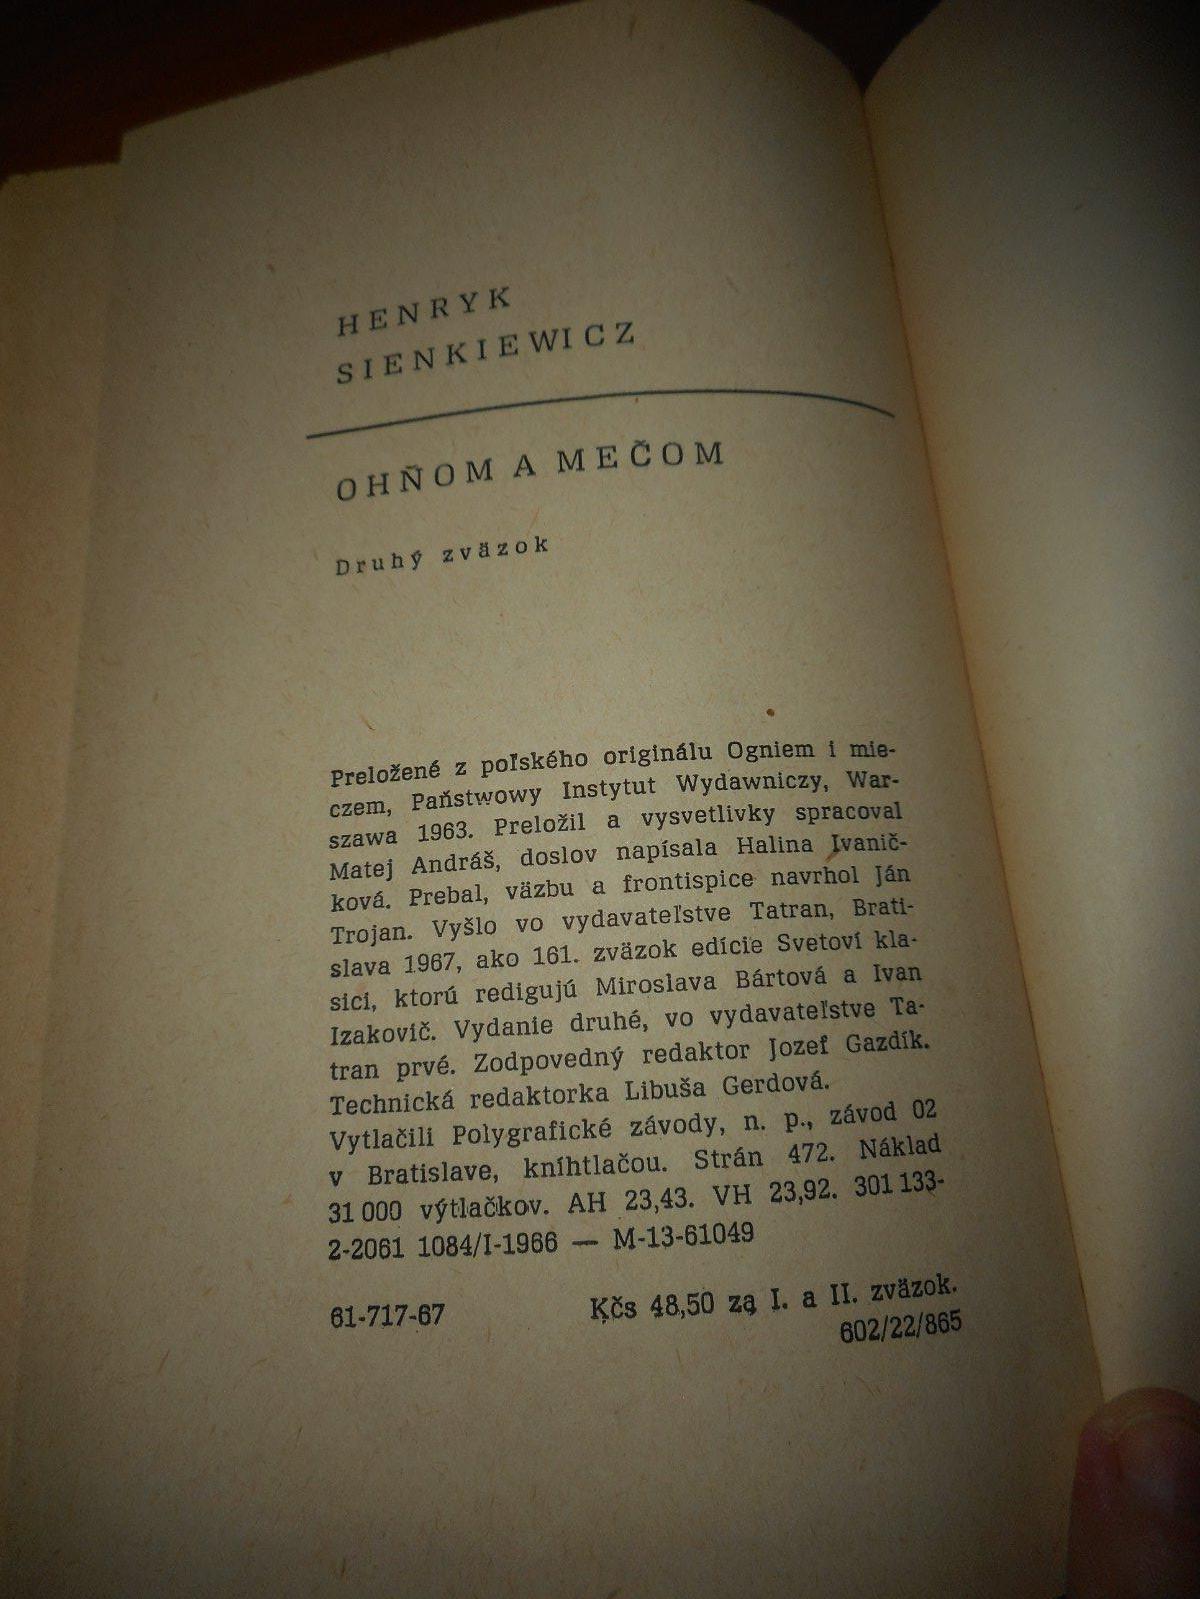 HENRYK
SIENKIEWICZ
OHŇOM A MEČOM
Druhý zväzok
Preložené z poľského originálu Ogniem i mie-
czem, Państwowy Instytut Wydawniczy, War-
szawa 1963. Preložil a vysvetlivky spracoval
Matej Andráš, doslov napísala Halina Ivanič-
ková. Prebal, väzbu a frontispice navrhol Ján
Trojan. Vyšlo vo vydavateľstve Tatran, Brati-
slava 1967, ako 161. zväzok edície Svetoví kla-
sici, ktorú redigujú Miroslava Bártová a Ivan
Izakovič. Vydanie druhé, vo vydavateľstve Ta-
tran prvé. Zodpovedný redaktor Jozef Gazdík.
Technická redaktorka Libuša Gerdová.
Vytlačili Polygrafické závody, n. p., závod 02
v Bratislave, kníhtlačou. Strán 472. Náklad
31 000 výtlačkov. AH 23,43. VH 23,92. 301 133-
2-2061 1084/I-1966 — M-13-61049
61-717-67 Kčs 48,50 za I. a II. zväzok.
602/22/865